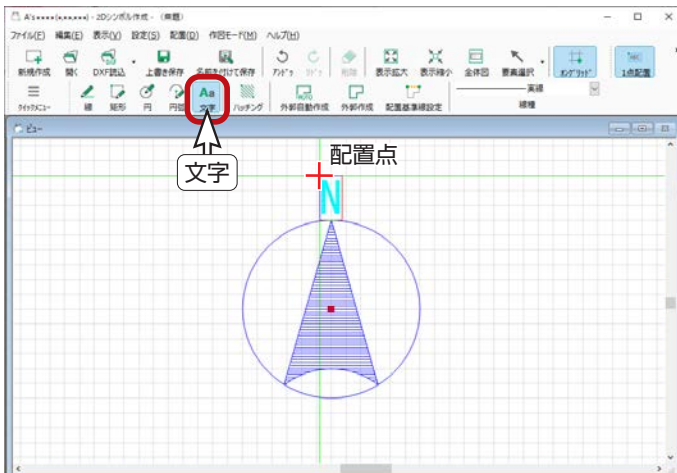 A's(x,xx,xxx) - 2Dシンボル作成 - (無題)
ファイル(F) 編集(E) 表示(V) 設定(S) 配置(D) 作図モード(M) ヘルプ(H)
新規作成 開く DXF読込 上書き保存 名前を付けて保存 アンドゥ リドゥ 削除 表示拡大 表示縮小 全体図 要素選択 オングリッド 1点配置
クイックメニュー 線 矩形 円 円弧 Aa 文字 ハッチング AUTO 外郭自動作成 外郭作成 配置基準線設定 実線 線種
ビュー
文字
配置点
N